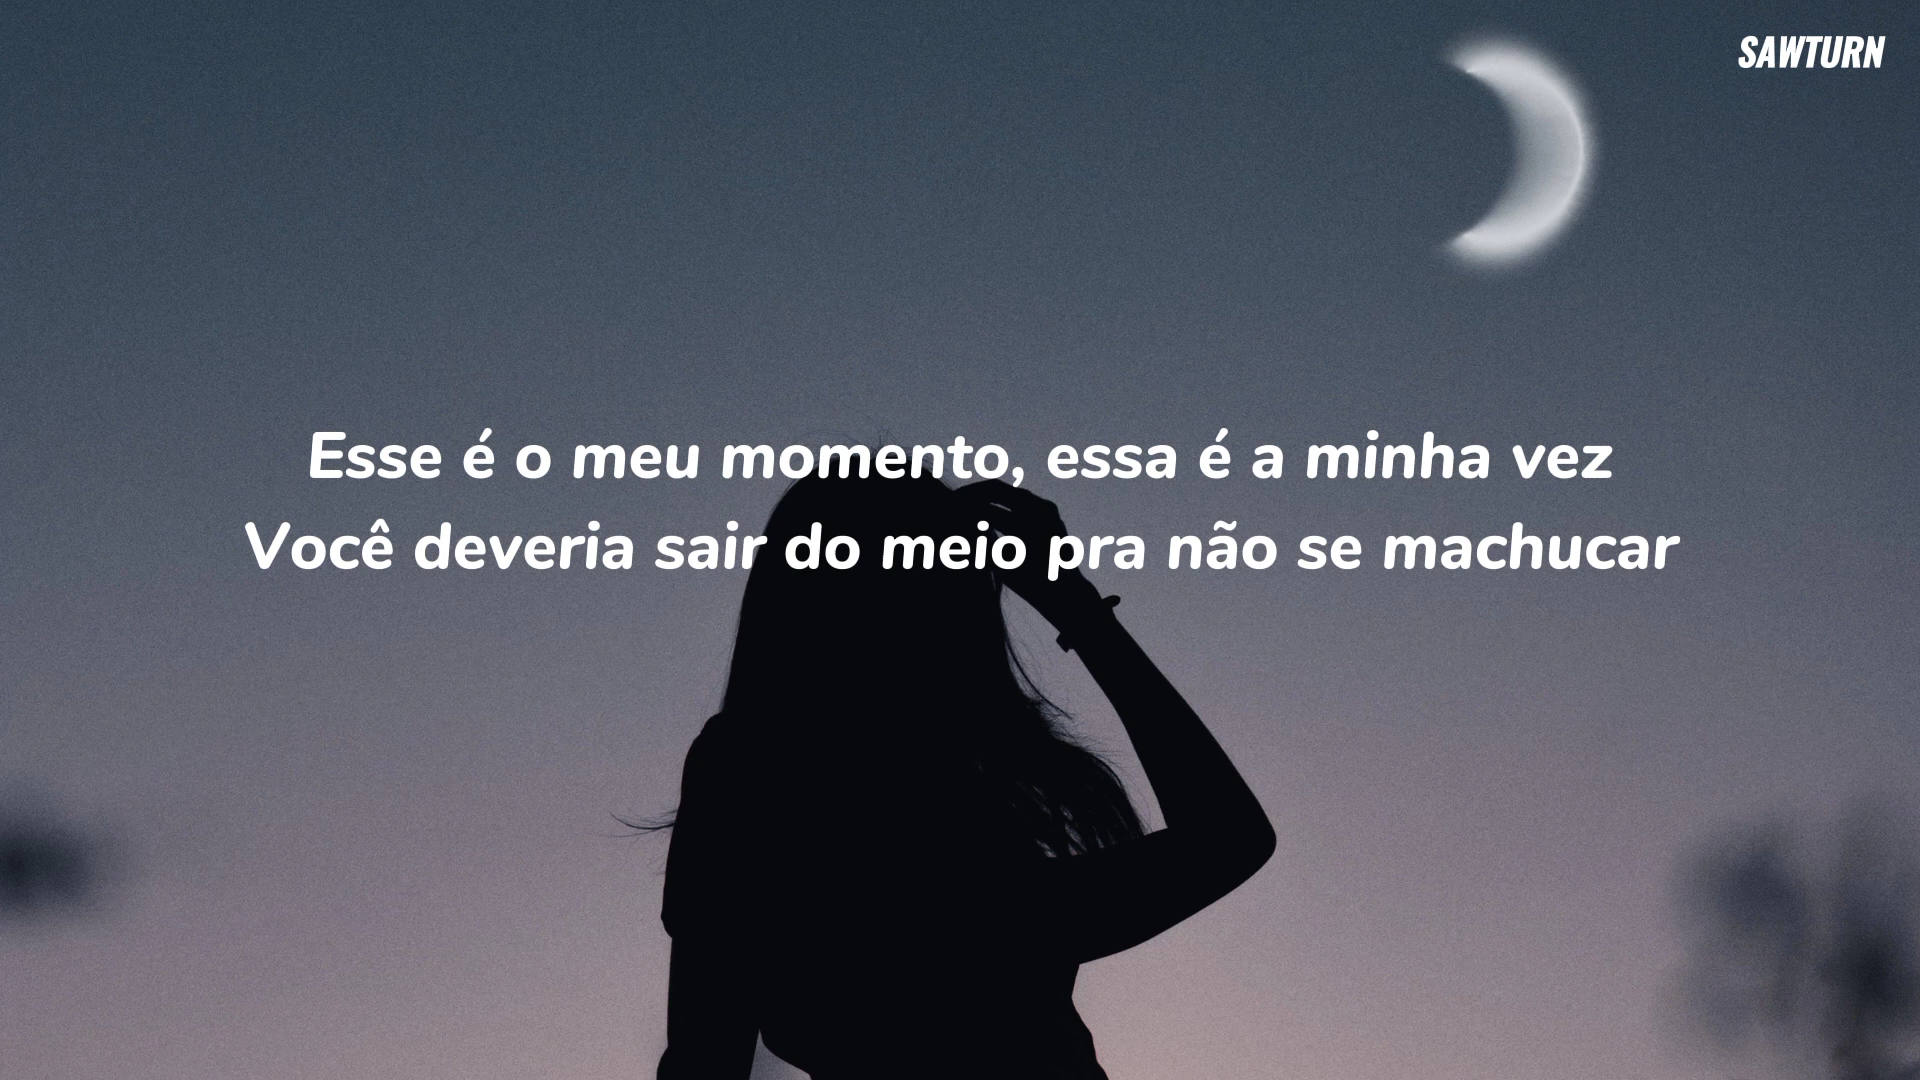 SAWTURN
Esse é o meu momento, essa é a minha vez
Você deveria sair do meio pra não se machucar